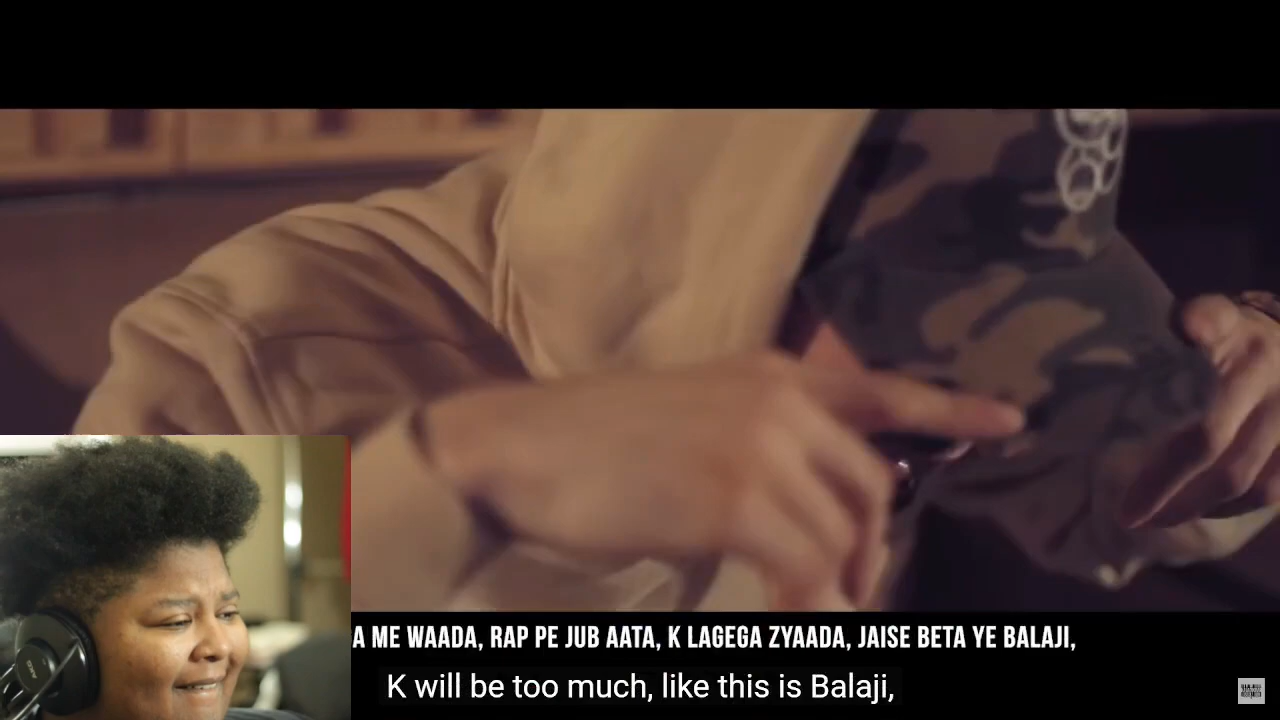 A ME WAADA, RAP PE JUB AATA, K LAGEGA ZYAADA, JAISE BETA YE BALAJI,
K will be too much, like this is Balaji,